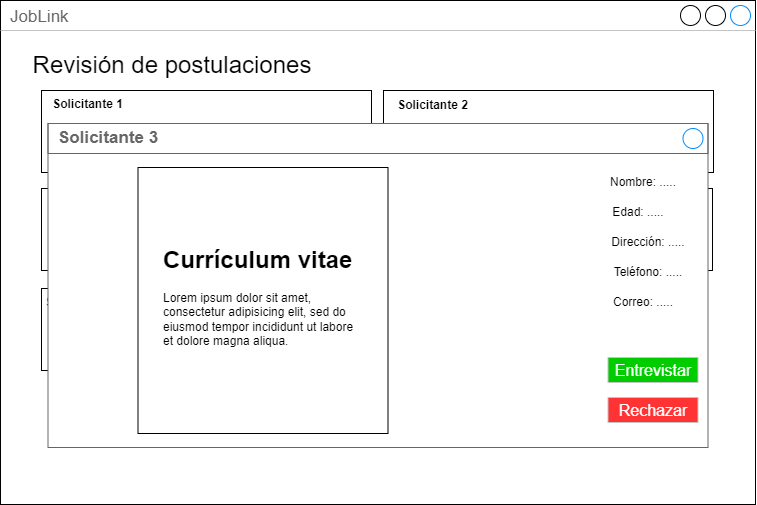 JobLink
Revisión de postulaciones
Solicitante 1
Solicitante 2
Solicitante 3
Currículum vitae
Lorem ipsum dolor sit amet,
consectetur adipisicing elit, sed do
eiusmod tempor incididunt ut labore
et dolore magna aliqua.
Nombre: .....
Edad: .....
Dirección: .....
Teléfono: .....
Correo: .....
Entrevistar
Rechazar